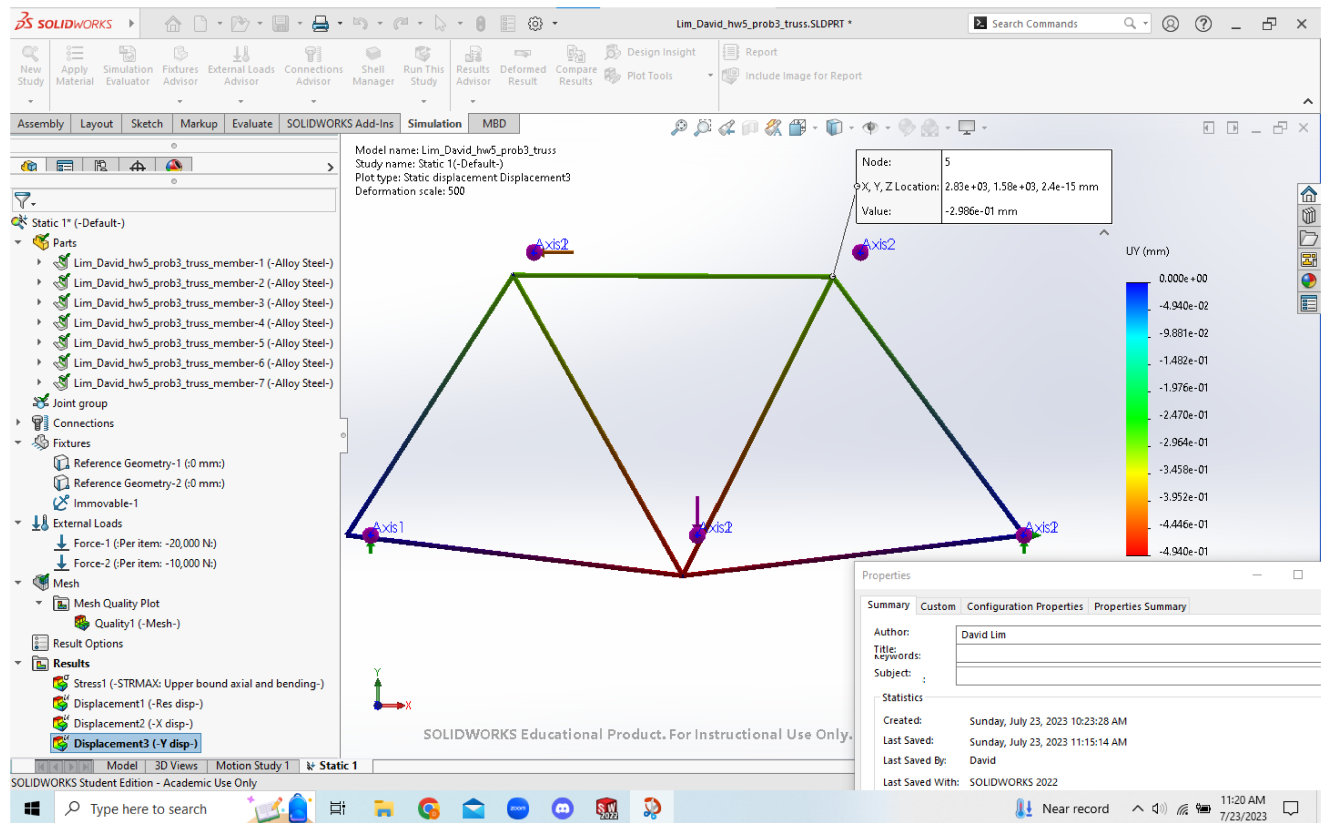 SOLIDWORKS
Lim_David_hw5_prob3_truss.SLDPRT *
Search Commands
New Study
Apply Material
Simulation Evaluator
Fixtures Advisor
External Loads Advisor
Connections Advisor
Shell Manager
Run This Study
Results Advisor
Deformed Result
Compare Results
Design Insight
Plot Tools
Report
Include Image for Report
Assembly Layout Sketch Markup Evaluate SOLIDWORKS Add-Ins Simulation MBD
Static 1* (-Default-)
Parts
Lim_David_hw5_prob3_truss_member-1 (-Alloy Steel-)
Lim_David_hw5_prob3_truss_member-2 (-Alloy Steel-)
Lim_David_hw5_prob3_truss_member-3 (-Alloy Steel-)
Lim_David_hw5_prob3_truss_member-4 (-Alloy Steel-)
Lim_David_hw5_prob3_truss_member-5 (-Alloy Steel-)
Lim_David_hw5_prob3_truss_member-6 (-Alloy Steel-)
Lim_David_hw5_prob3_truss_member-7 (-Alloy Steel-)
Joint group
Connections
Fixtures
Reference Geometry-1 (:0 mm:)
Reference Geometry-2 (:0 mm:)
Immovable-1
External Loads
Force-1 (:Per item: -20,000 N:)
Force-2 (:Per item: -10,000 N:)
Mesh
Mesh Quality Plot
Quality1 (-Mesh-)
Result Options
Results
Stress1 (-STRMAX: Upper bound axial and bending-)
Displacement1 (-Res disp-)
Displacement2 (-X disp-)
Displacement3 (-Y disp-)
Model name: Lim_David_hw5_prob3_truss
Study name: Static 1(-Default-)
Plot type: Static displacement Displacement3
Deformation scale: 500
Node: 5
X, Y, Z Location: 2.83e+03, 1.58e+03, 2.4e-15 mm
Value: -2.986e-01 mm
Axis2
Axis1
Axis2
UY (mm)
0.000e+00
-4.940e-02
-9.881e-02
-1.482e-01
-1.976e-01
-2.470e-01
-2.964e-01
-3.458e-01
-3.952e-01
-4.446e-01
-4.940e-01
Y
X
SOLIDWORKS Educational Product. For Instructional Use Only.
Properties
Summary Custom Configuration Properties Properties Summary
Author: David Lim
Title:
Keywords:
Subject:
Statistics
Created: Sunday, July 23, 2023 10:23:28 AM
Last Saved: Sunday, July 23, 2023 11:15:14 AM
Last Saved By: David
Last Saved With: SOLIDWORKS 2022
Model 3D Views Motion Study 1 Static 1
SOLIDWORKS Student Edition - Academic Use Only
Type here to search
zoom
SW
2022
Near record
11:20 AM
7/23/2023